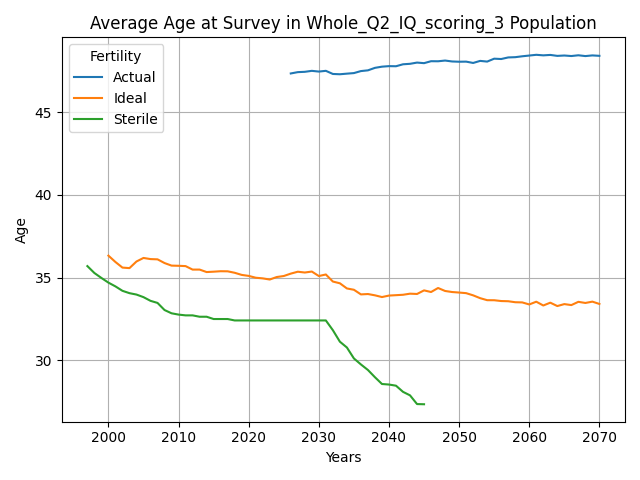 Average Age at Survey in Whole_Q2_IQ_scoring_3 Population
Fertility
Actual
Ideal
Sterile
Age
45
40
35
30
2000 2010 2020 2030 2040 2050 2060 2070
Years